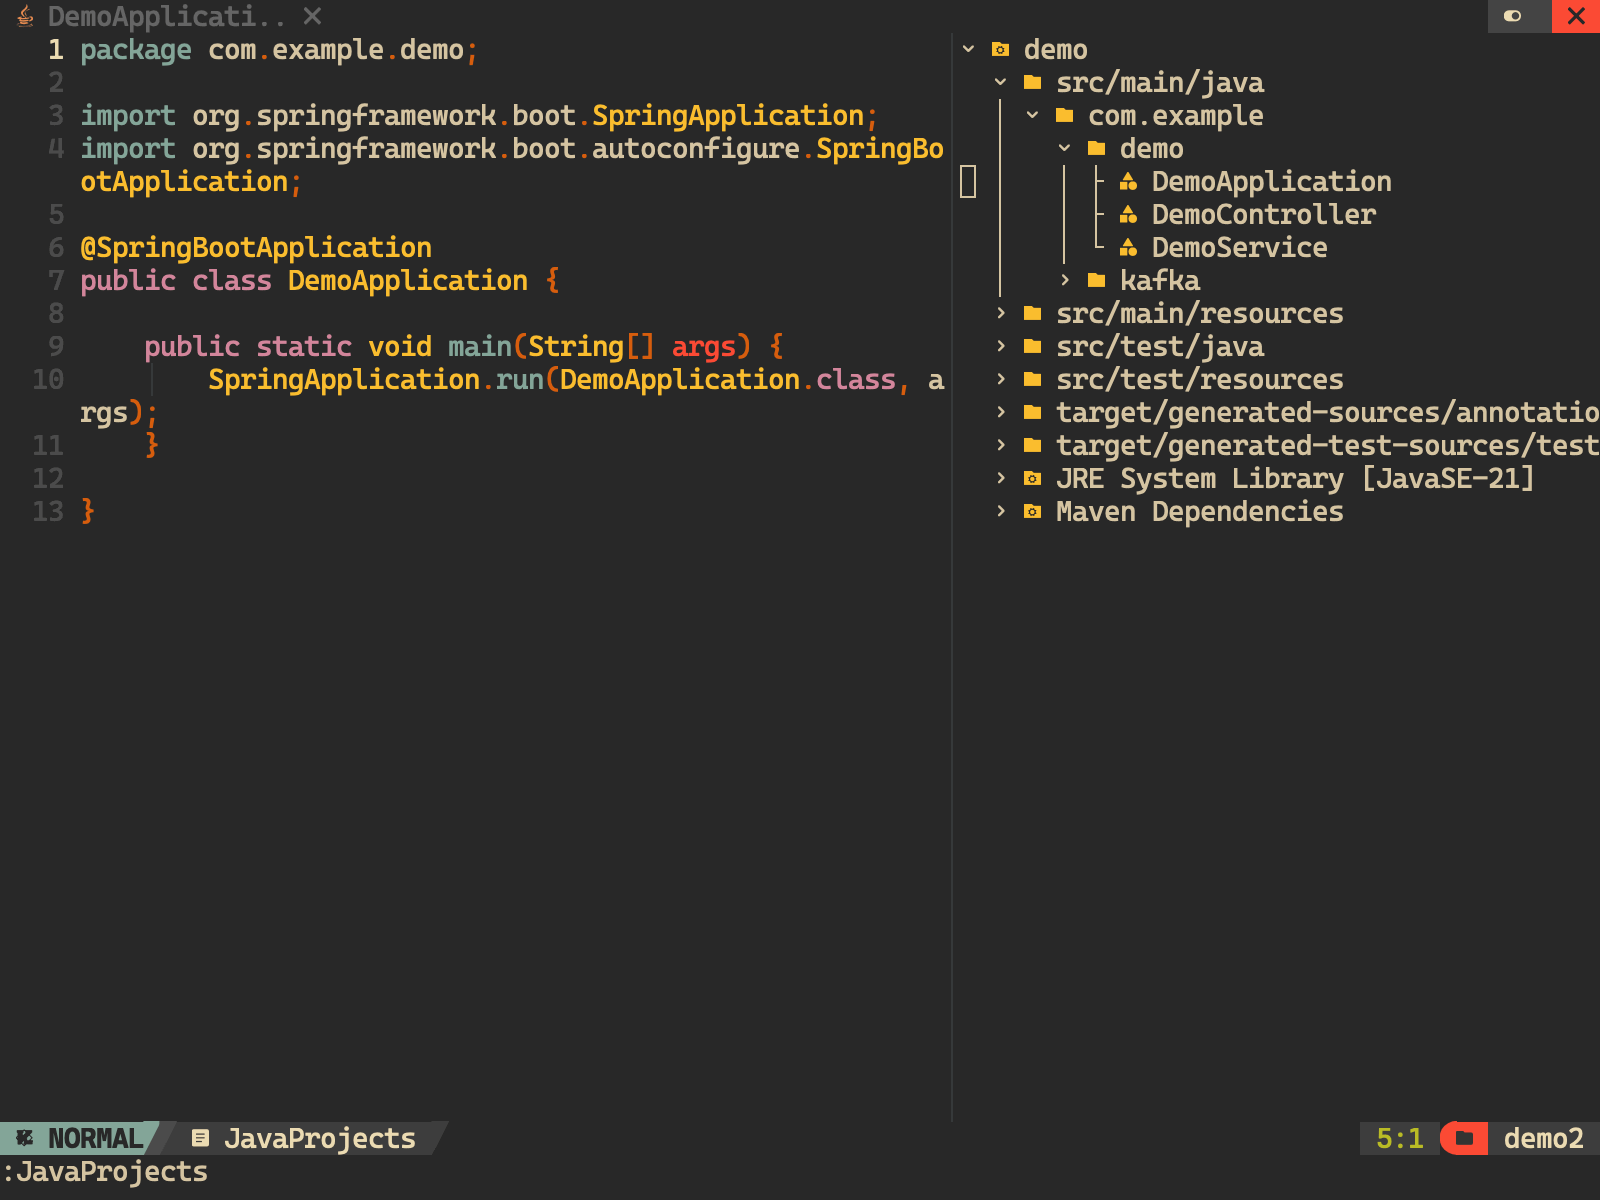 DemoApplicati..
1 package com.example.demo;
2
3 import org.springframework.boot.SpringApplication;
4 import org.springframework.boot.autoconfigure.SpringBo
otApplication;
5
6 @SpringBootApplication
7 public class DemoApplication {
8
9     public static void main(String[] args) {
10         SpringApplication.run(DemoApplication.class, a
rgs);
11     }
12
13 }
demo
src/main/java
com.example
demo
DemoApplication
DemoController
DemoService
kafka
src/main/resources
src/test/java
src/test/resources
target/generated-sources/annotatio
target/generated-test-sources/test
JRE System Library [JavaSE-21]
Maven Dependencies
NORMAL JavaProjects 5:1 demo2
:JavaProjects